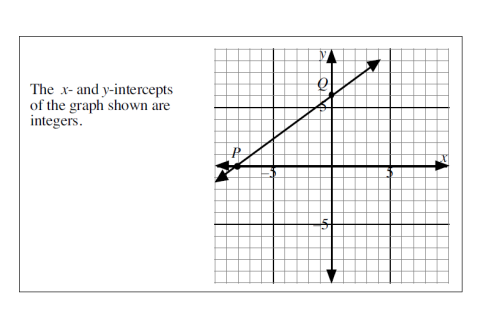 The x- and y-intercepts
of the graph shown are
integers.
y
Q
5
P
x
–5
5
–5